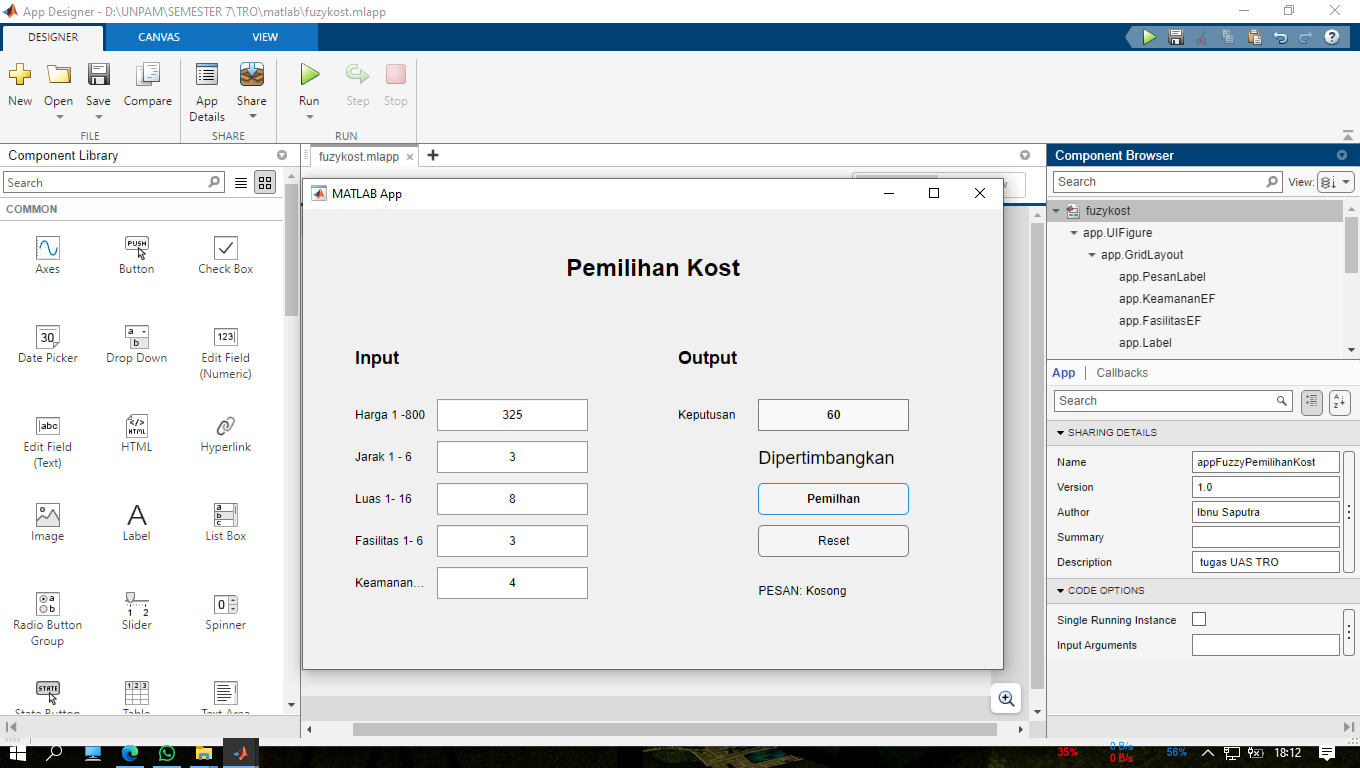 App Designer - D:\UNPAM\SEMESTER 7\TRO\matlab\fuzykost.mlapp
DESIGNER CANVAS VIEW
New Open Save Compare App Details Share Run Step Stop
FILE SHARE RUN
Component Library
Search
COMMON
Axes Button Check Box
Date Picker Drop Down Edit Field (Numeric)
Edit Field (Text) HTML Hyperlink
Image Label List Box
Radio Button Group Slider Spinner
State Button Table Text Area
fuzykost.mlapp
MATLAB App
Pemilihan Kost
Input
Harga 1 -800 325
Jarak 1 - 6 3
Luas 1- 16 8
Fasilitas 1- 6 3
Keamanan... 4
Output
Keputusan 60
Dipertimbangkan
Pemilhan
Reset
PESAN: Kosong
Component Browser
Search View:
fuzykost
app.UIFigure
app.GridLayout
app.PesanLabel
app.KeamananEF
app.FasilitasEF
app.Label
App Callbacks
Search
SHARING DETAILS
Name appFuzzyPemilihanKost
Version 1.0
Author Ibnu Saputra
Summary
Description tugas UAS TRO
CODE OPTIONS
Single Running Instance
Input Arguments
35% 0 B/s 0 B/s 56% 18:12